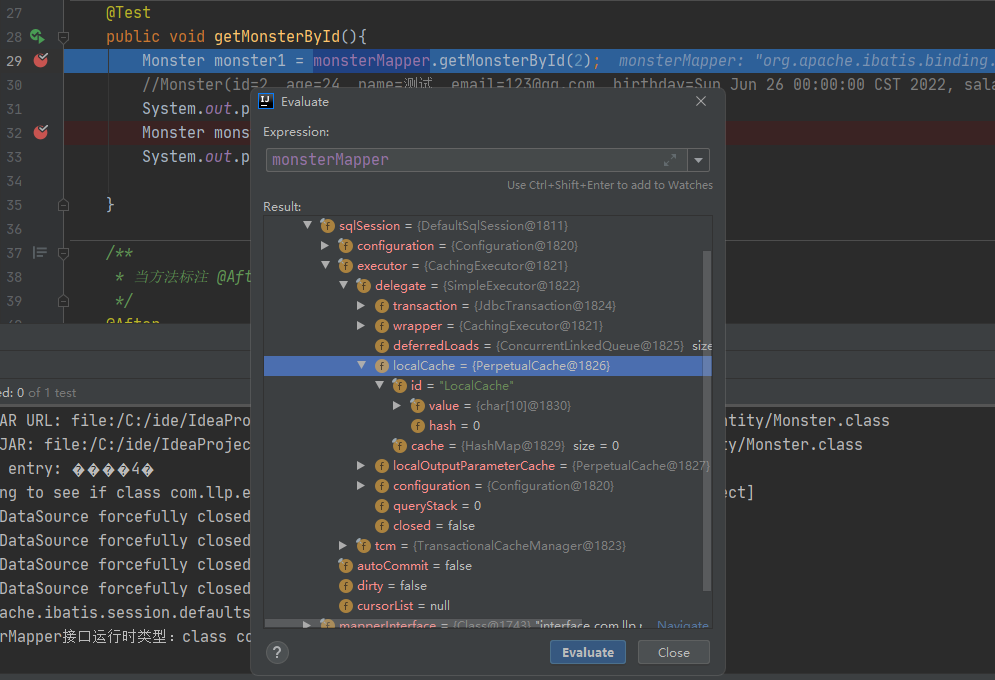 27 @Test
28 public void getMonsterById(){
29 Monster monster1 = monsterMapper.getMonsterById(2); monsterMapper: "org.apache.ibatis.binding.
30 //Monster(id=2, age=24, name=测试, email=123@qq.com, birthday=Sun Jun 26 00:00:00 CST 2022, sala
31 System.out.p
32 Monster mons
33 System.out.p
34
35 }
36
37 /**
38 * 当方法标注 @Aft
39 */
@After
Evaluate
Expression:
monsterMapper
Use Ctrl+Shift+Enter to add to Watches
Result:
sqlSession = {DefaultSqlSession@1811}
configuration = {Configuration@1820}
executor = {CachingExecutor@1821}
delegate = {SimpleExecutor@1822}
transaction = {JdbcTransaction@1824}
wrapper = {CachingExecutor@1821}
deferredLoads = {ConcurrentLinkedQueue@1825} size
localCache = {PerpetualCache@1826}
id = "LocalCache"
value = {char[10]@1830}
hash = 0
cache = {HashMap@1829} size = 0
localOutputParameterCache = {PerpetualCache@1827}
configuration = {Configuration@1820}
queryStack = 0
closed = false
tcm = {TransactionalCacheManager@1823}
autoCommit = false
dirty = false
cursorList = null
mapperInterface = {Class@1743} "interface com.llp. Navigate
? Evaluate Close
ed: 0 of 1 test
AR URL: file:/C:/ide/IdeaPro ntity/Monster.class
JAR: file:/C:/ide/IdeaProjec ty/Monster.class
entry: ����4�
ng to see if class com.llp.e ect]
DataSource forcefully closed
DataSource forcefully closed
DataSource forcefully closed
DataSource forcefully closed
ache.ibatis.session.defaults
rMapper接口运行时类型：class co